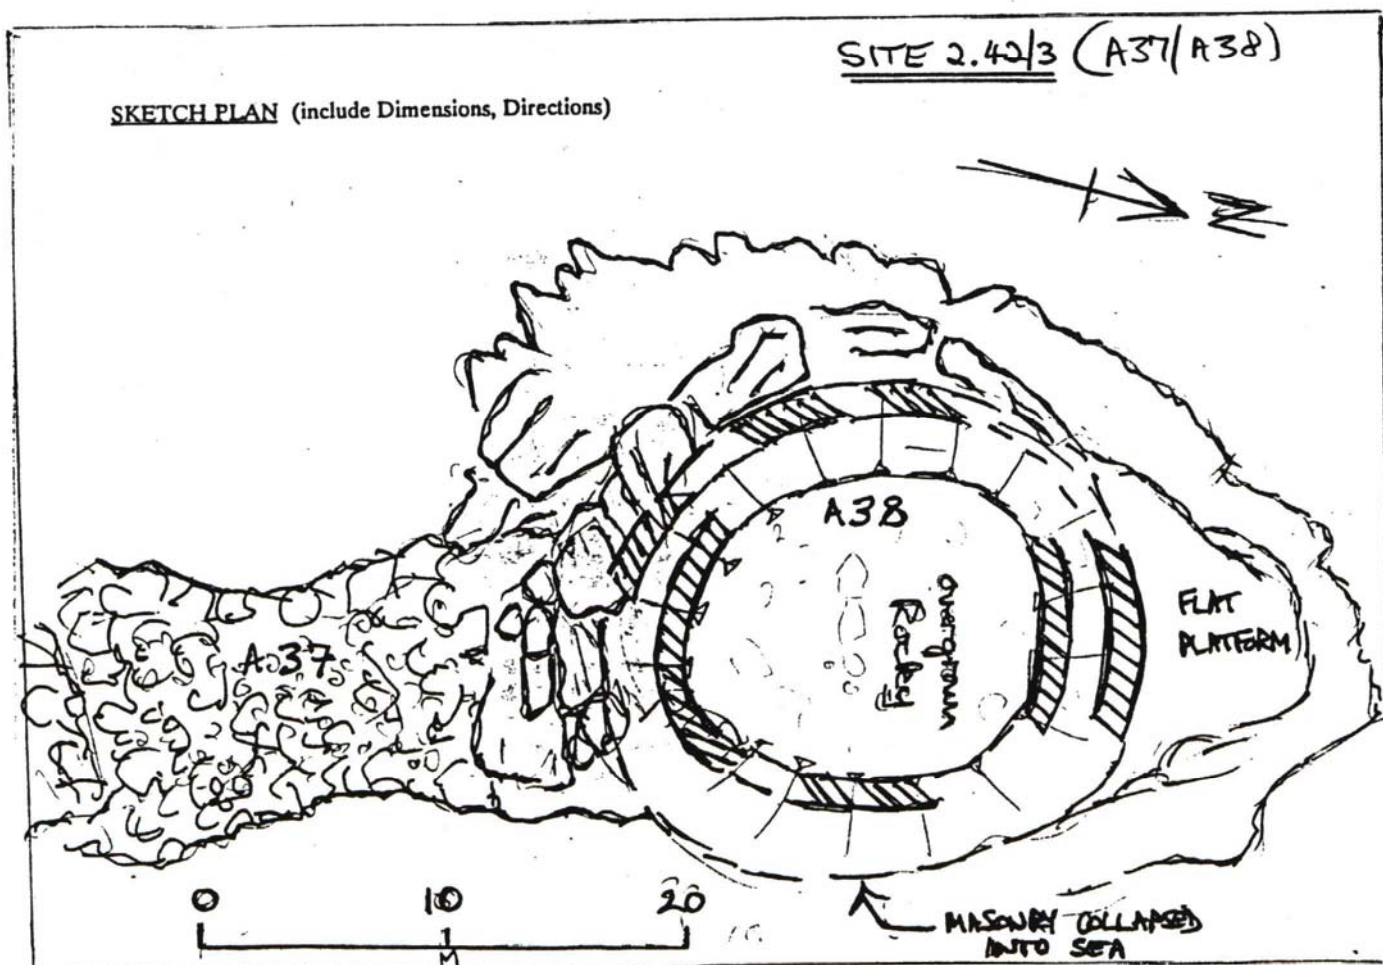 SITE 2.42/3 (A37/A38)
SKETCH PLAN (include Dimensions, Directions)
N
A38
overgrown
Rocky
FLAT
PLATFORM
A37
0 10 20
M
MASONRY COLLAPSED
INTO SEA